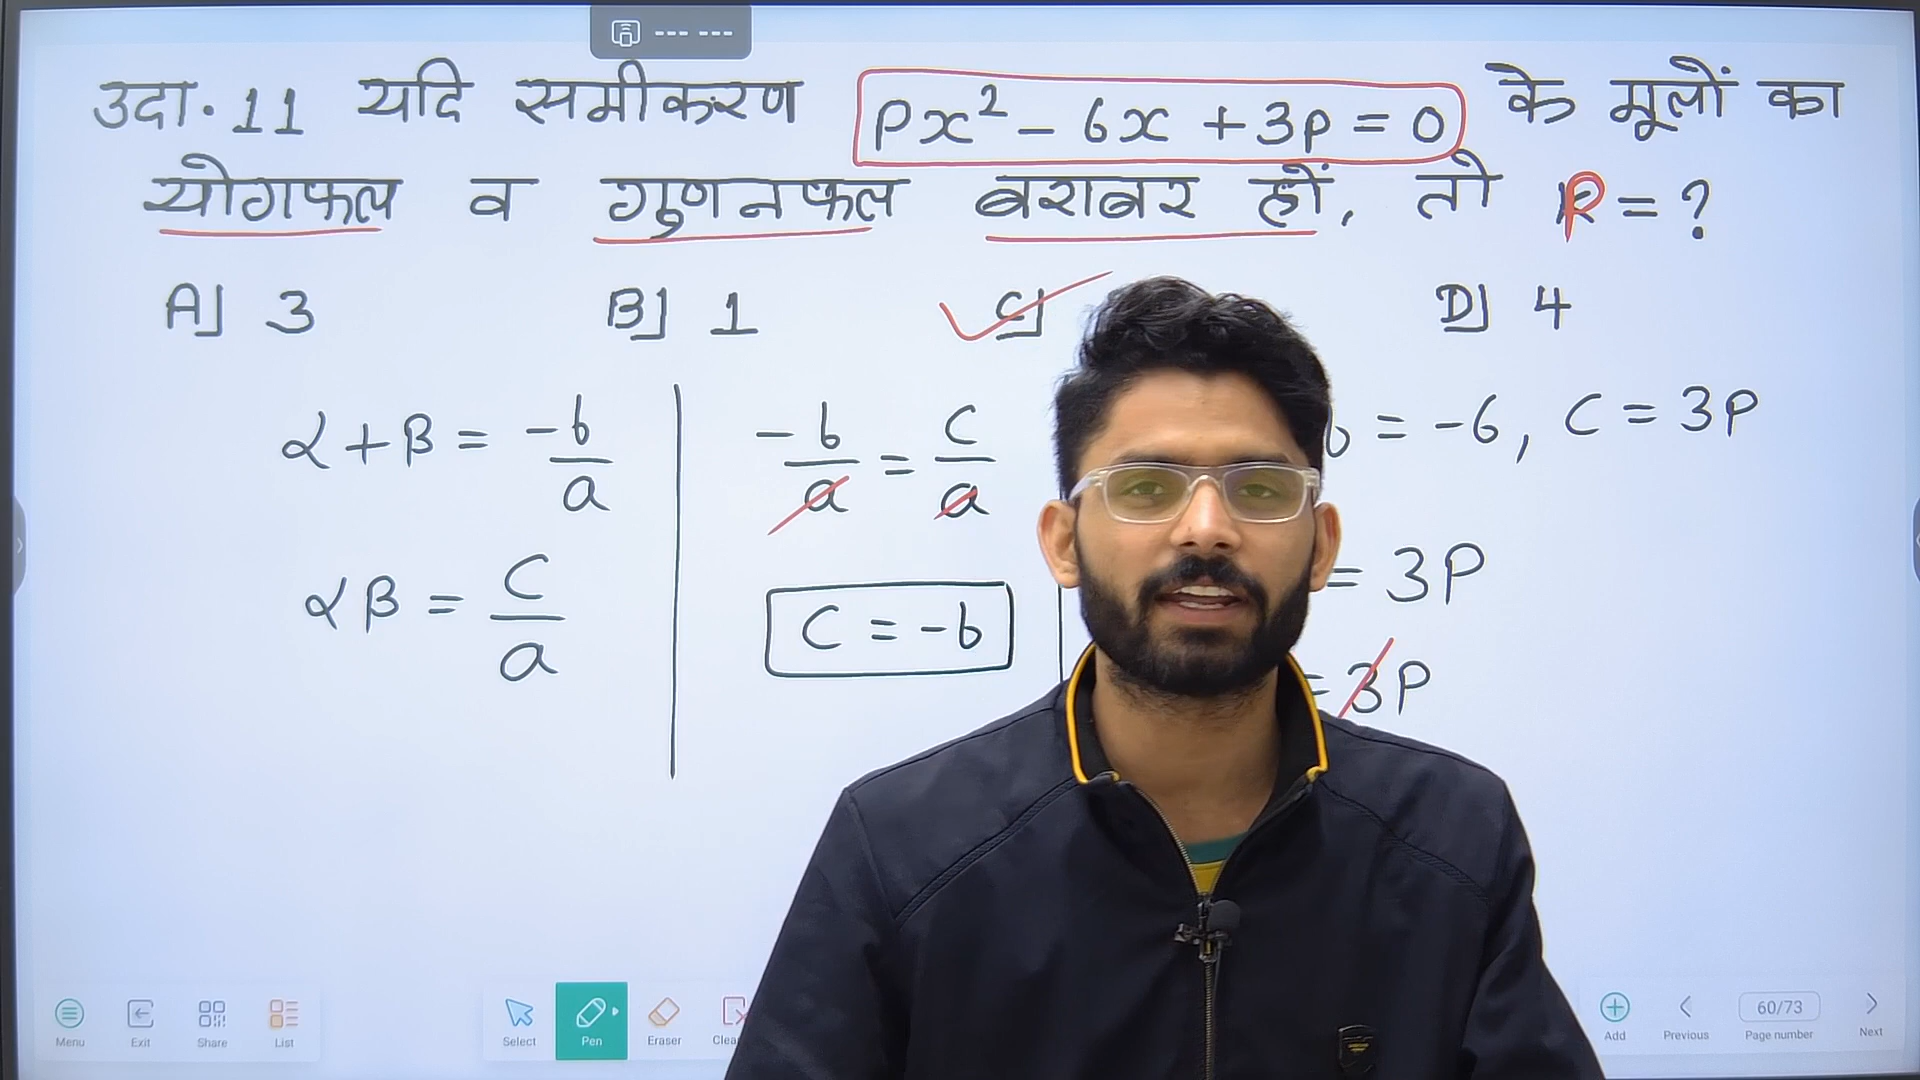 उदा. 11 यदि समीकरण px² - 6x + 3p = 0 के मूलों का
योगफल व गुणनफल बराबर हों, तो P = ?
A] 3 B] 1 C] D] 4
α + β = -b/a
-b/a = c/a
b = -6, C = 3P
αβ = c/a
C = -b
= 3P
= 3P
Menu Exit Share List Select Pen Eraser Add Previous 60/73 Page number Next